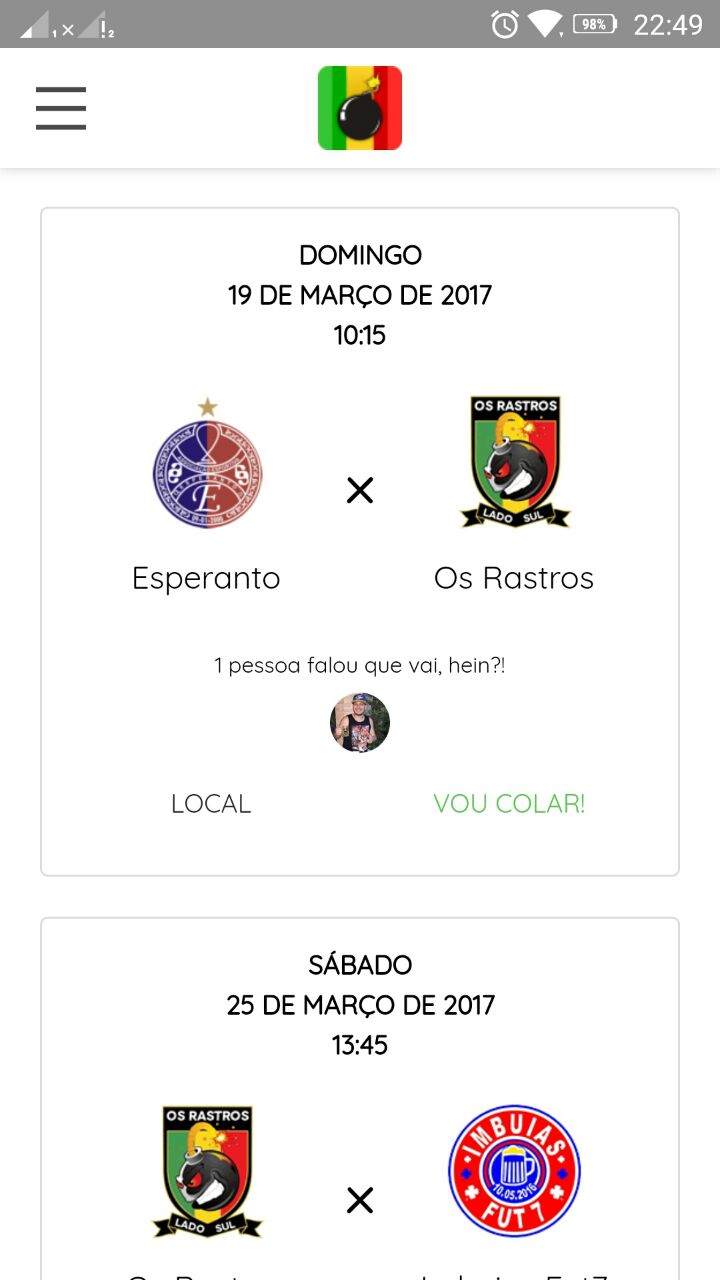 98%
22:49
DOMINGO
19 DE MARÇO DE 2017
10:15
OS RASTROS
LADO SUL
E
×
Esperanto
Os Rastros
1 pessoa falou que vai, hein?!
LOCAL
VOU COLAR!
SÁBADO
25 DE MARÇO DE 2017
13:45
OS RASTROS
LADO SUL
×
IMBUIAS
10.05.2016
FUT 7